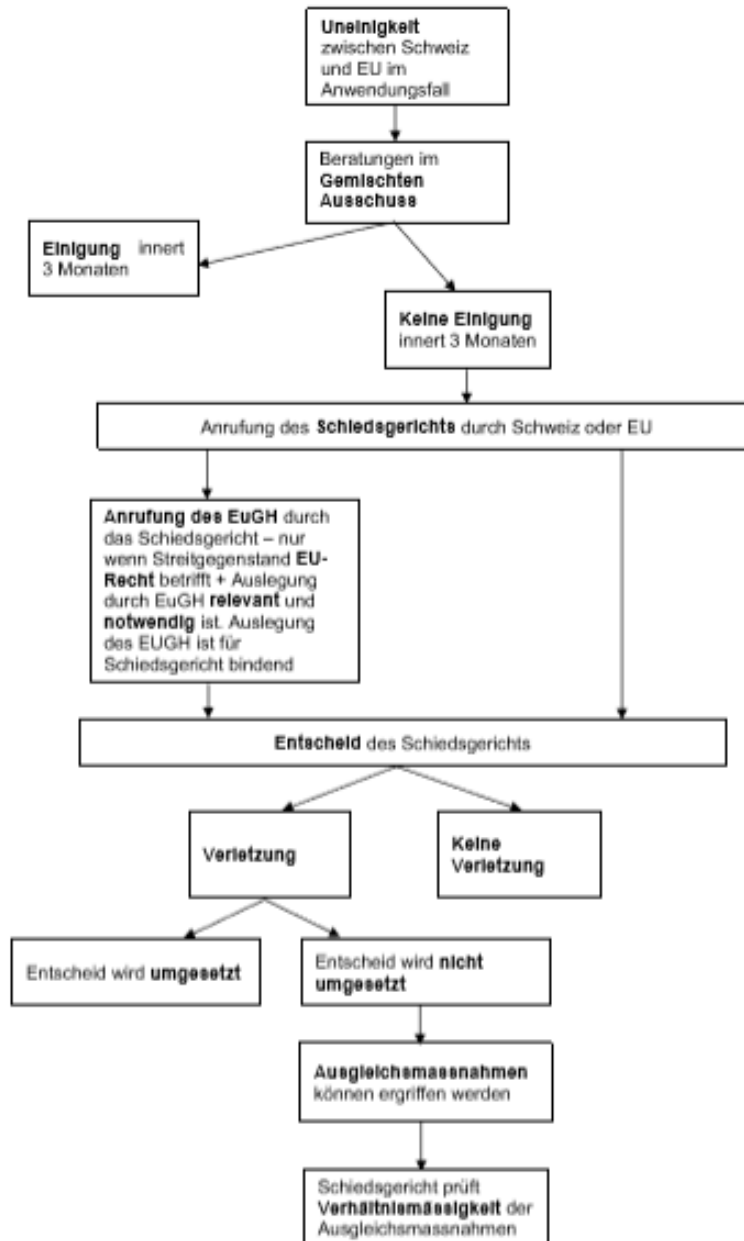 Uneinigkeit
zwischen Schweiz
und EU im
Anwendungsfall
Beratungen im
Gemischten
Ausschuss
Einigung innert
3 Monaten
Keine Einigung
innert 3 Monaten
Anrufung des Schiedsgerichts durch Schweiz oder EU
Anrufung des EuGH durch
das Schiedsgericht – nur
wenn Streitgegenstand EU-
Recht betrifft + Auslegung
durch EuGH relevant und
notwendig ist. Auslegung
des EUGH ist für
Schiedsgericht bindend
Entscheid des Schiedsgerichts
Verletzung
Keine
Verletzung
Entscheid wird umgesetzt
Entscheid wird nicht
umgesetzt
Ausgleichsmassnahmen
können ergriffen werden
Schiedsgericht prüft
Verhältnismässigkeit der
Ausgleichsmassnahmen